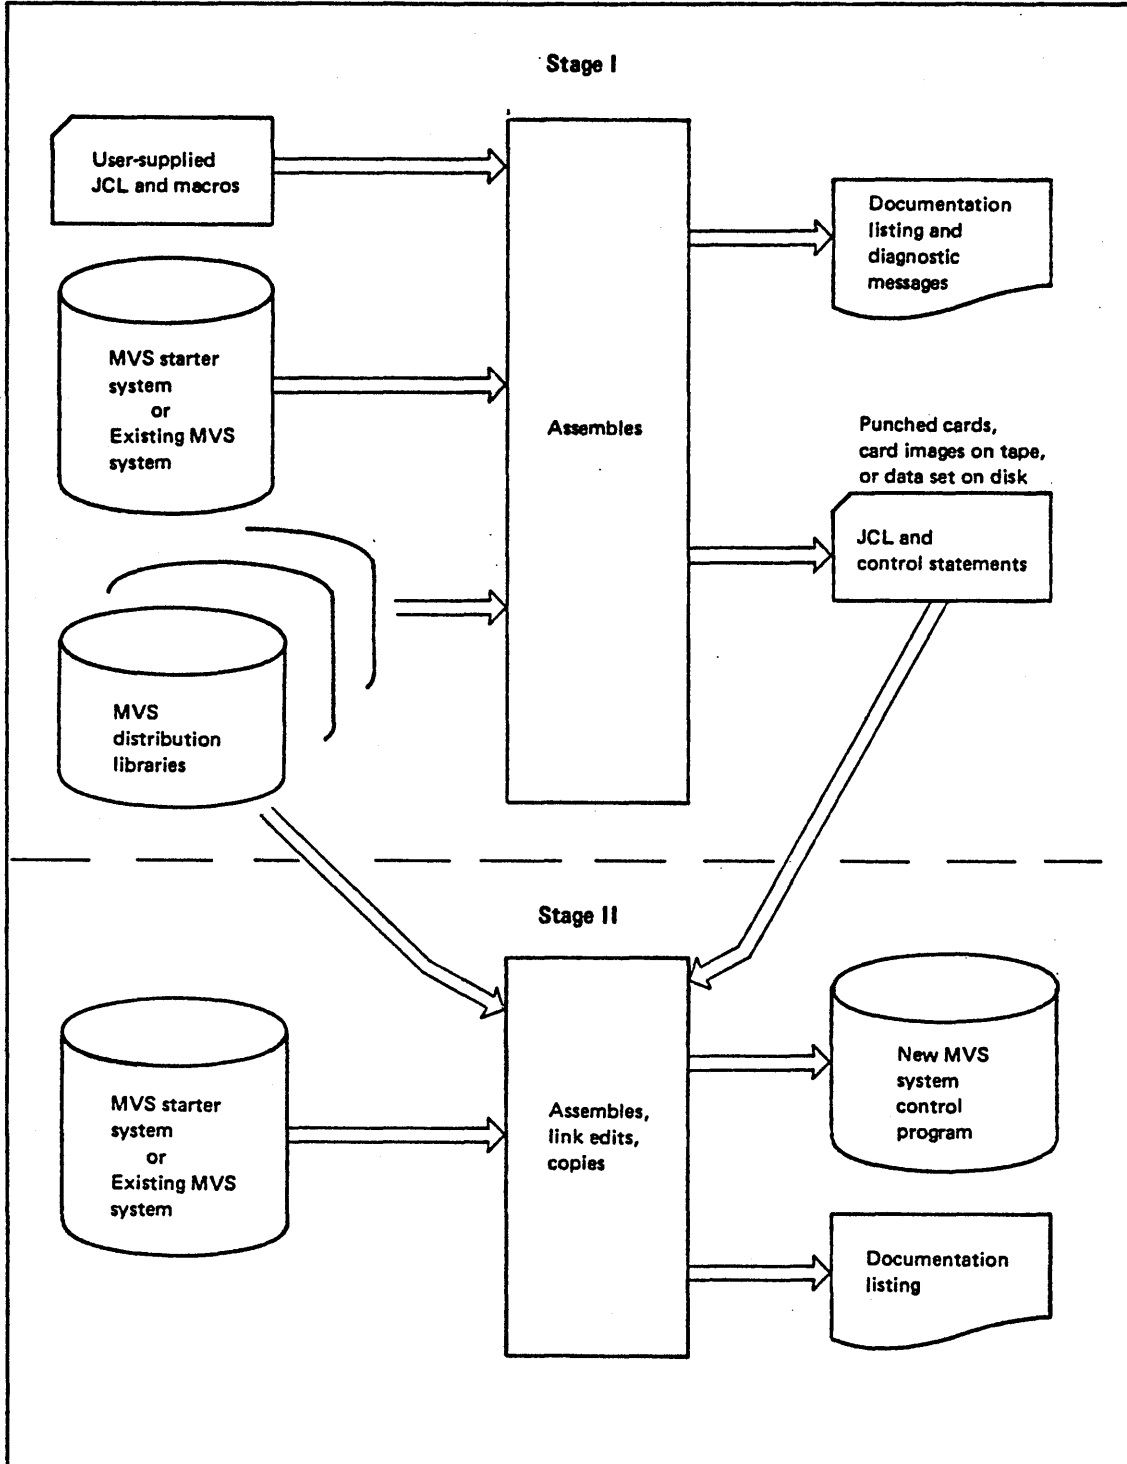 Stage I
User-supplied
JCL and macros
Documentation
listing and
diagnostic
messages
MVS starter
system
or
Existing MVS
system
Assembles
Punched cards,
card images on tape,
or data set on disk
JCL and
control statements
MVS
distribution
libraries
Stage II
MVS starter
system
or
Existing MVS
system
Assembles,
link edits,
copies
New MVS
system
control
program
Documentation
listing